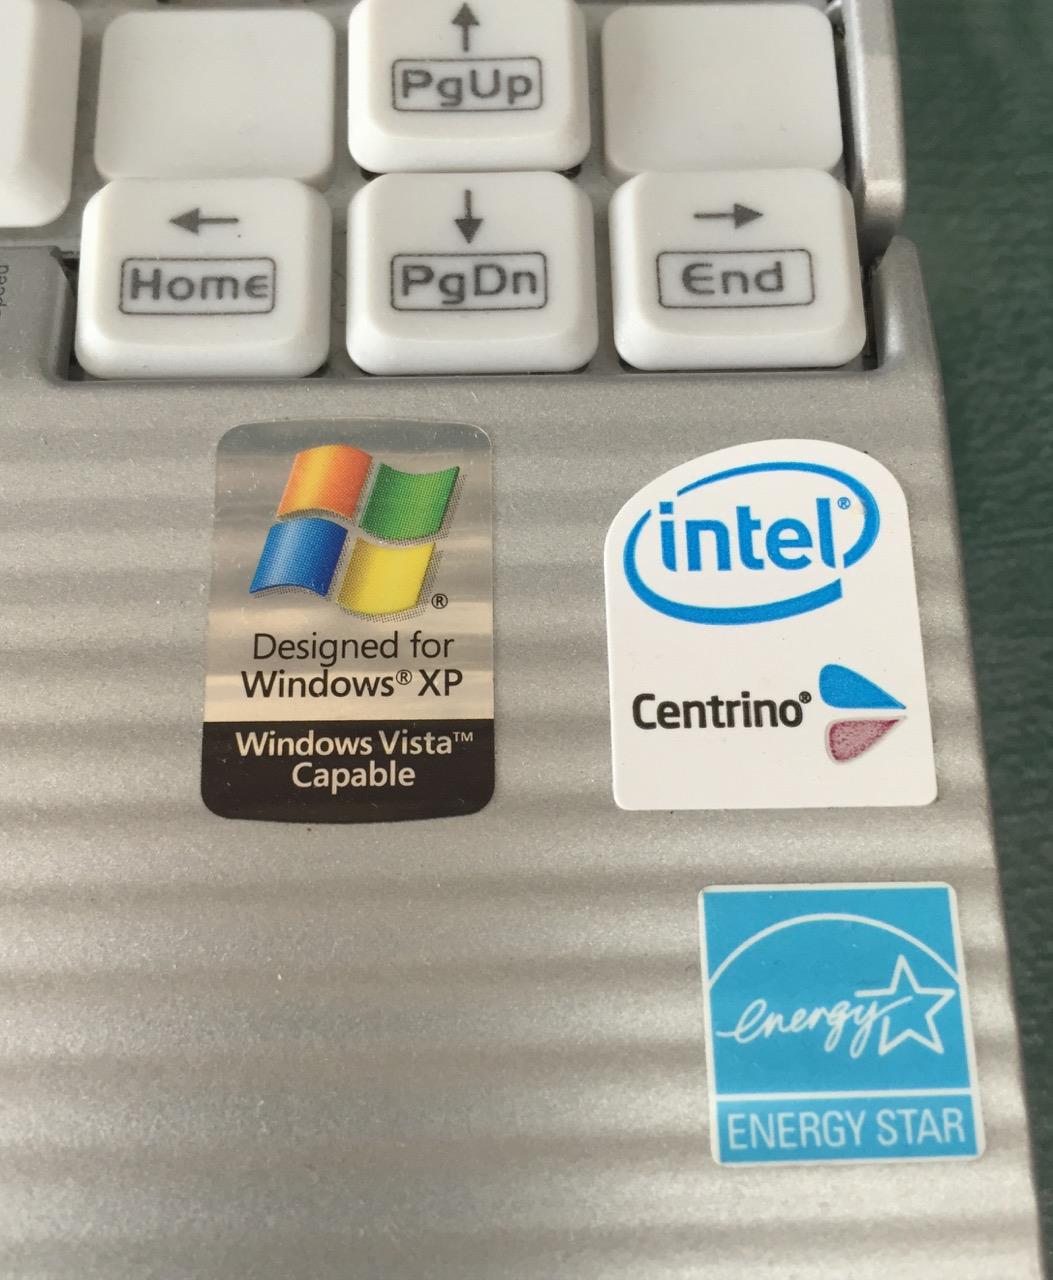 ↑
PgUp
← ↓ →
Home PgDn End
Designed for
Windows® XP
Windows Vista™
Capable
intel®
Centrino®
energy
ENERGY STAR